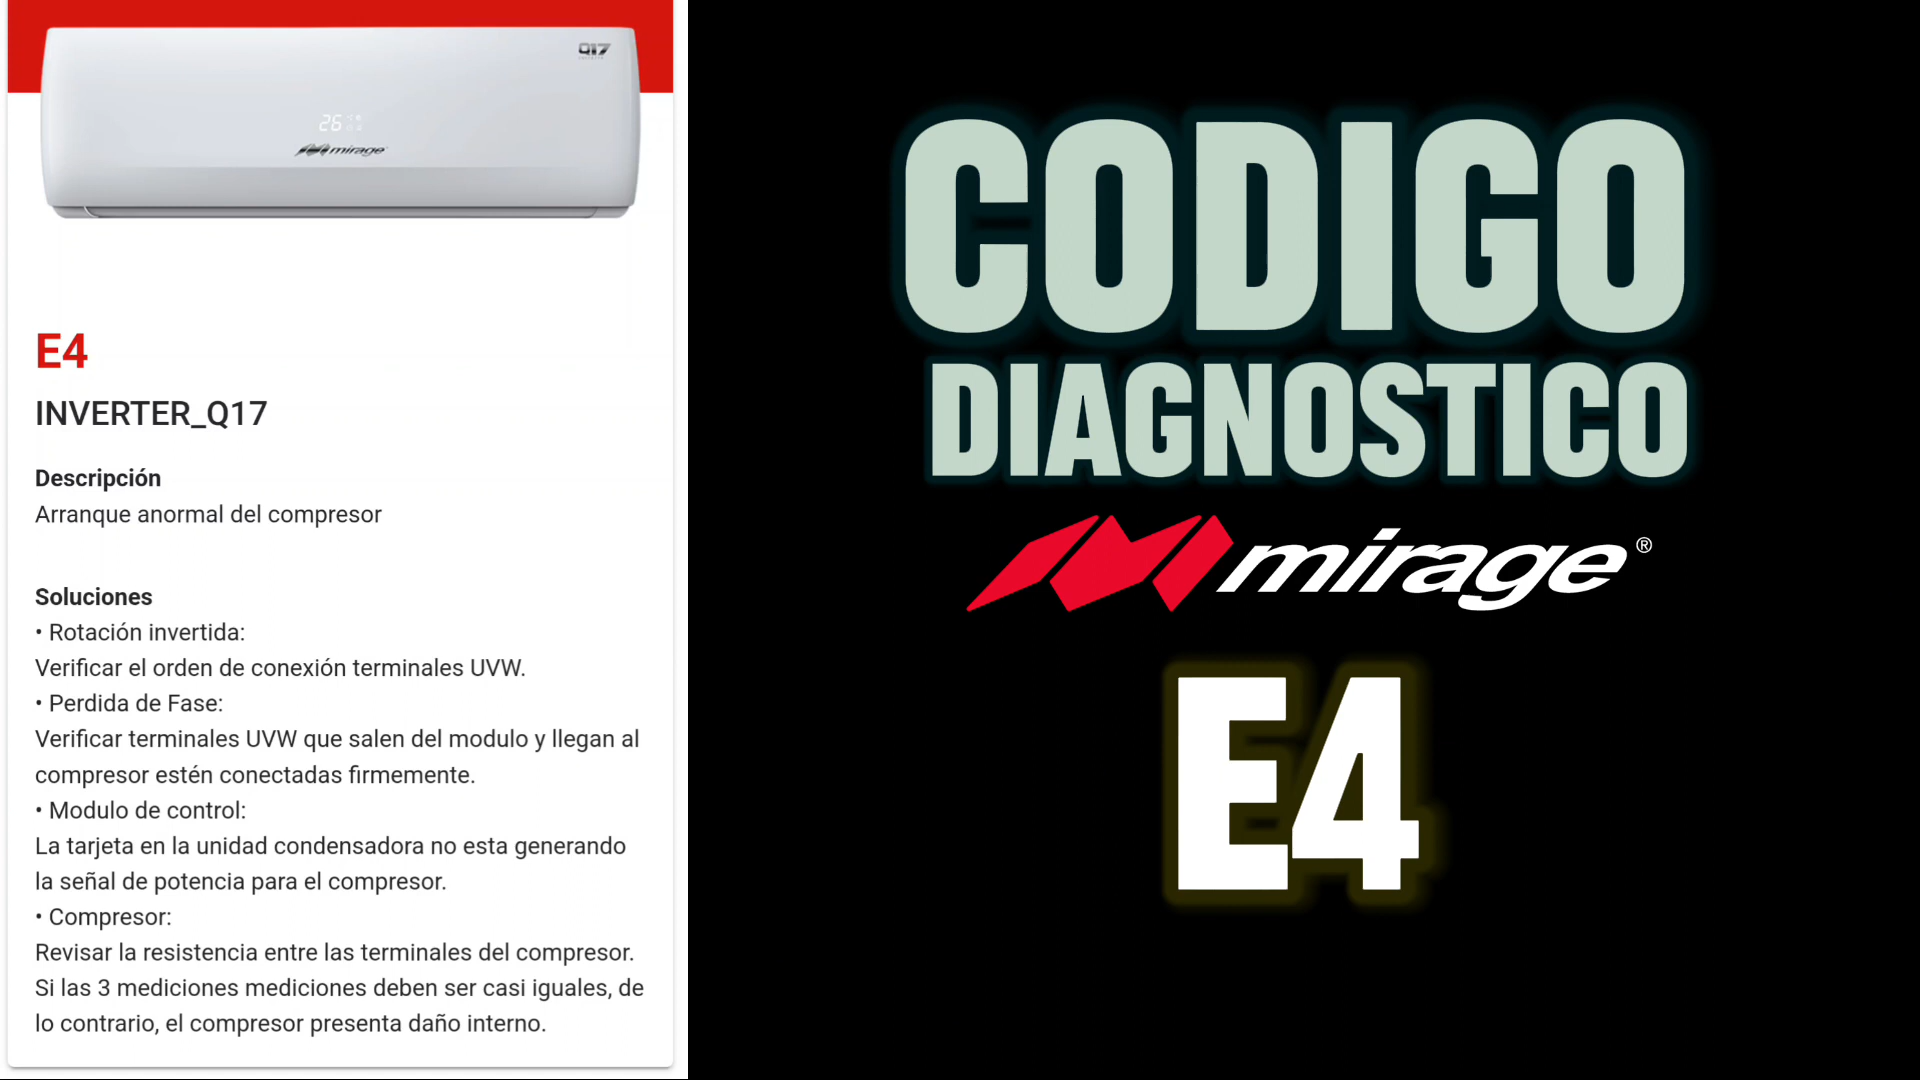 Q17
26
mirage
E4
INVERTER_Q17
Descripción
Arranque anormal del compresor
Soluciones
• Rotación invertida:
Verificar el orden de conexión terminales UVW.
• Perdida de Fase:
Verificar terminales UVW que salen del modulo y llegan al
compresor estén conectadas firmemente.
• Modulo de control:
La tarjeta en la unidad condensadora no esta generando
la señal de potencia para el compresor.
• Compresor:
Revisar la resistencia entre las terminales del compresor.
Si las 3 mediciones mediciones deben ser casi iguales, de
lo contrario, el compresor presenta daño interno.
CODIGO
DIAGNOSTICO
mirage®
E4